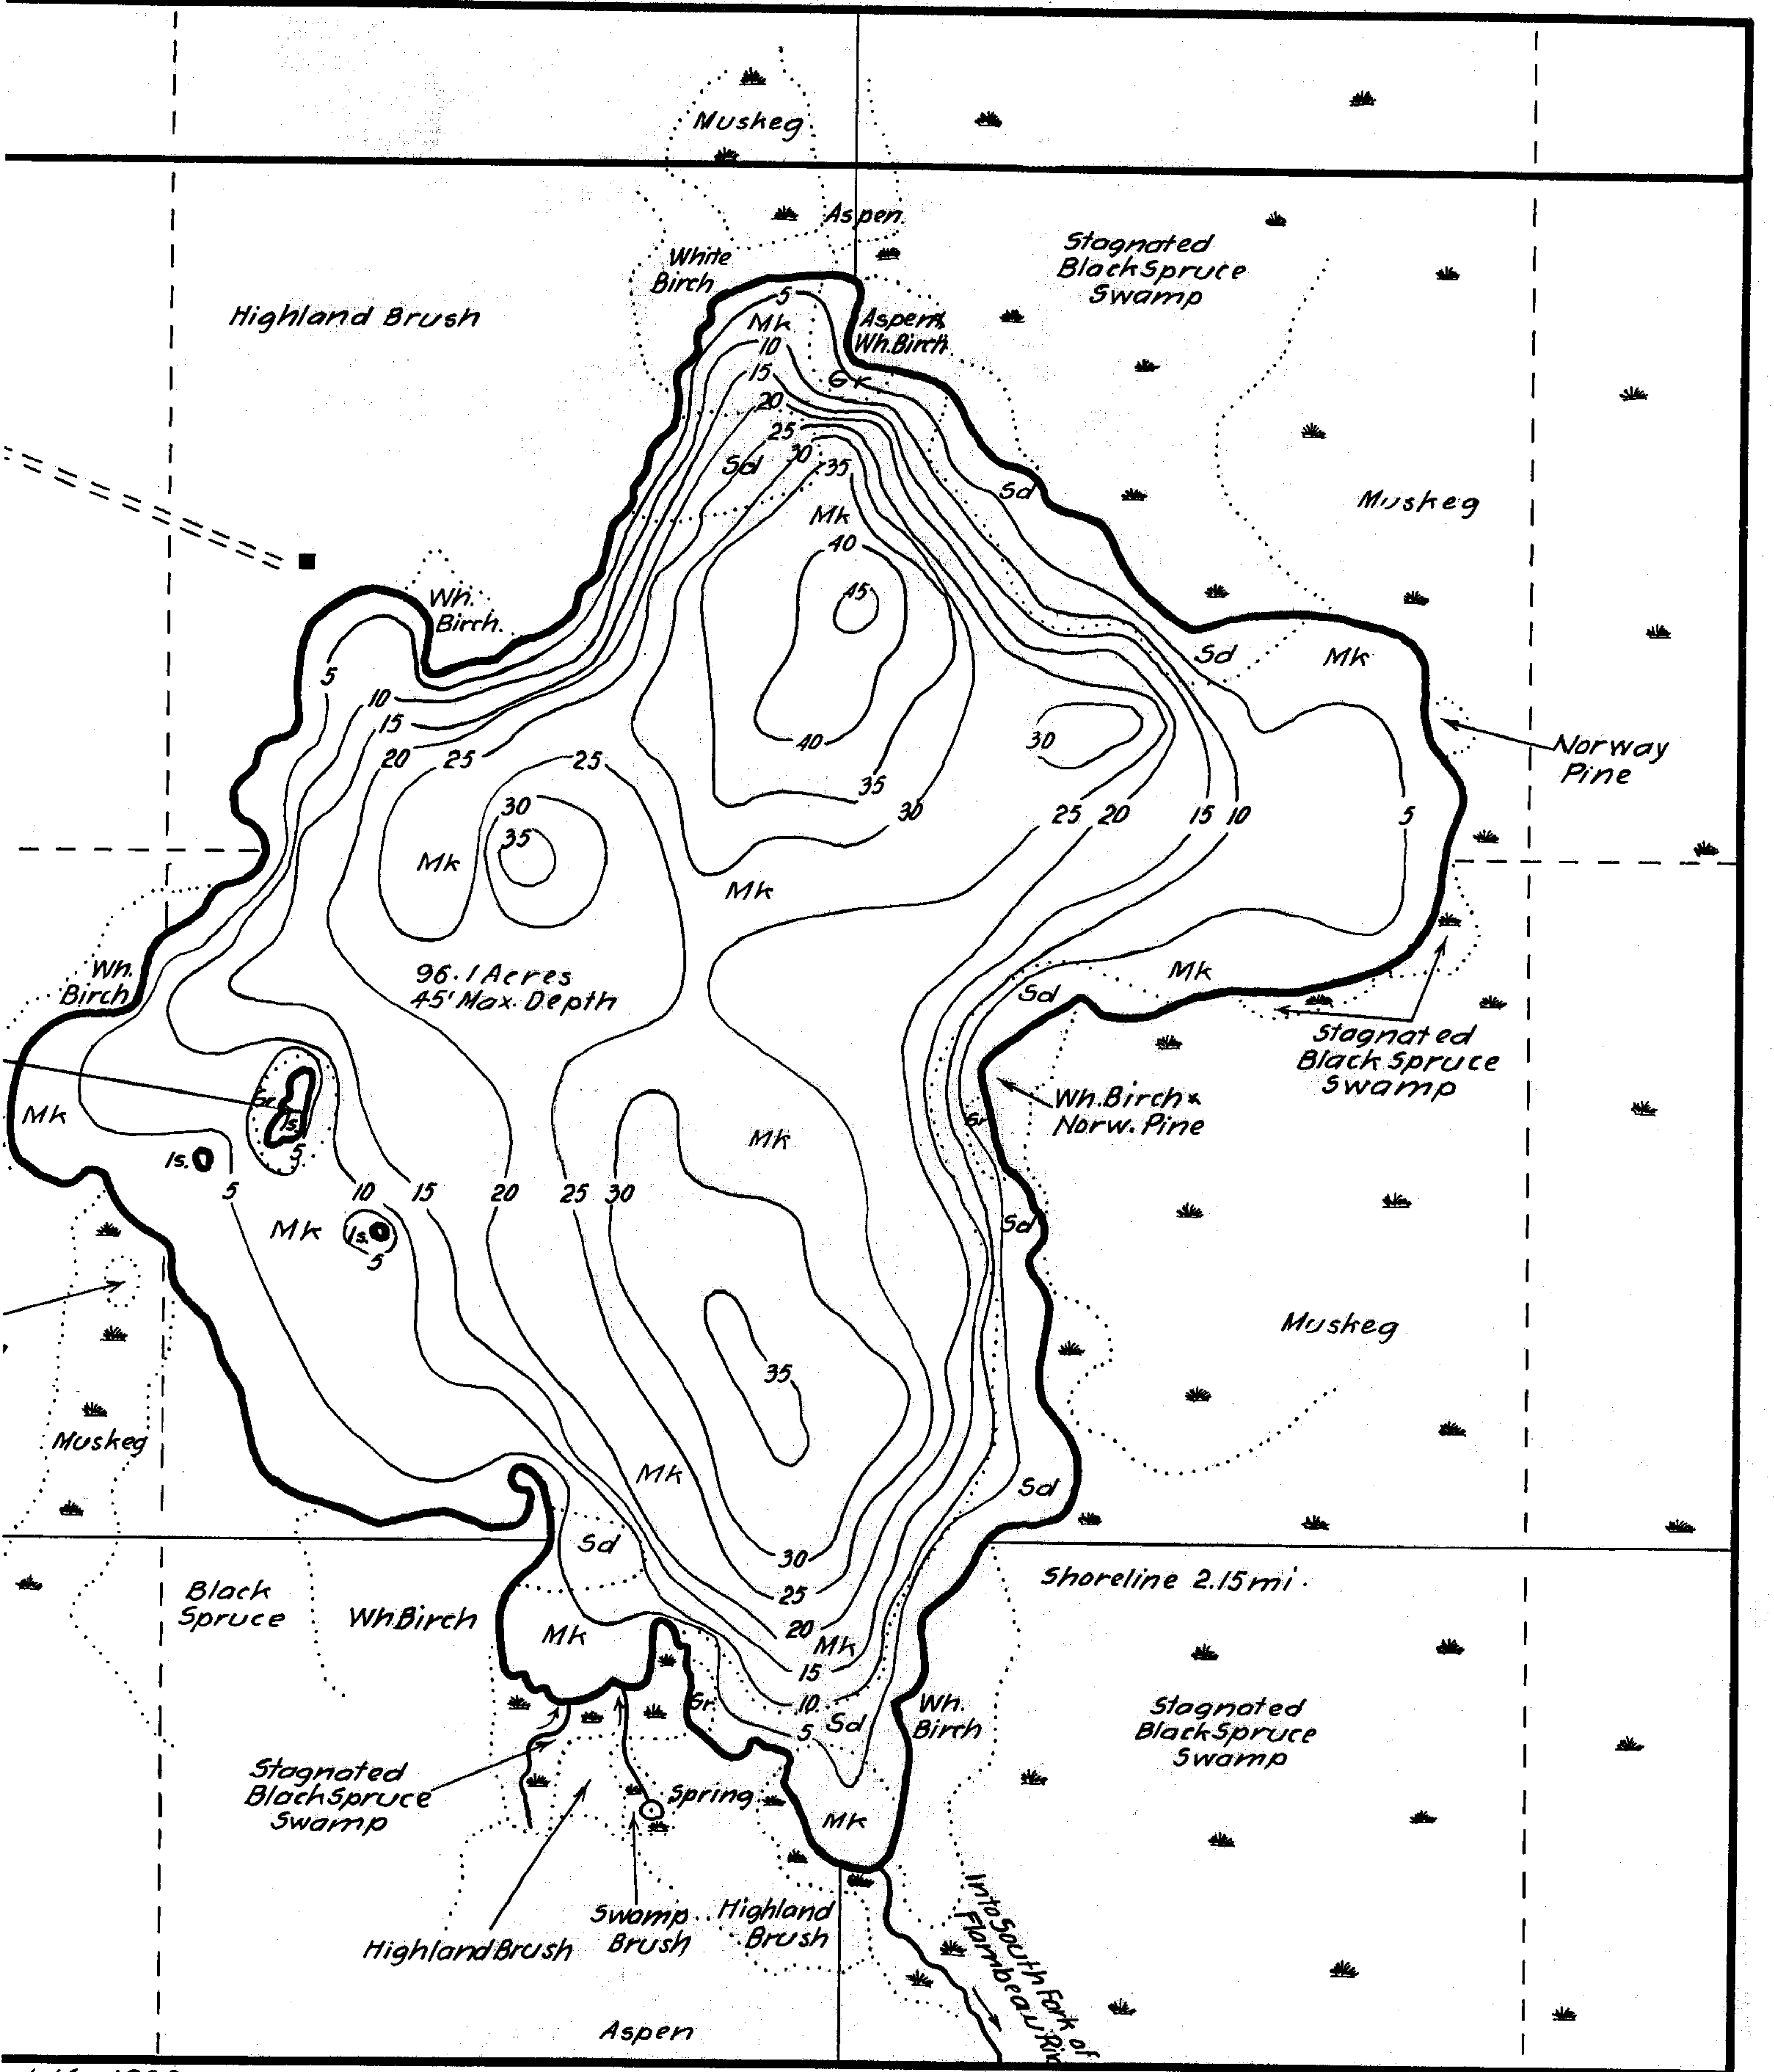 Muskeg
Aspen
White
Birch
Stagnated
Black Spruce
Swamp
Highland Brush
5
Mk
Aspen &
Wh. Birch
10
15
Gr
20
25
Sd
30
35
Sd
Mk
Muskeg
40
45
Wh.
Birch
Sd
Mk
5
10
15
20
25
25
40
30
Norway
Pine
35
30
30
25
20
15
10
5
35
Mk
Mk
Wh.
Birch
96.1 Acres
45' Max. Depth
Mk
Sd
Stagnated
Black Spruce
Swamp
Gr
Mk
Is.
5
Mk
Gr
Wh. Birch &
Norw. Pine
Is.
5
10
15
20
25
30
Mk
Is.
5
Sd
Muskeg
35
Muskeg
Mk
Sd
Sd
30
Shoreline 2.15 mi.
Black
Spruce
Wh Birch
25
Mk
20
Mk
15
Gr
10
5
Sd
Wh.
Birch
Stagnated
Black Spruce
Swamp
Stagnated
Black Spruce
Swamp
Spring
Mk
Highland Brush
Swamp
Brush
Highland
Brush
Into South Fork of
Flambeau
Aspen